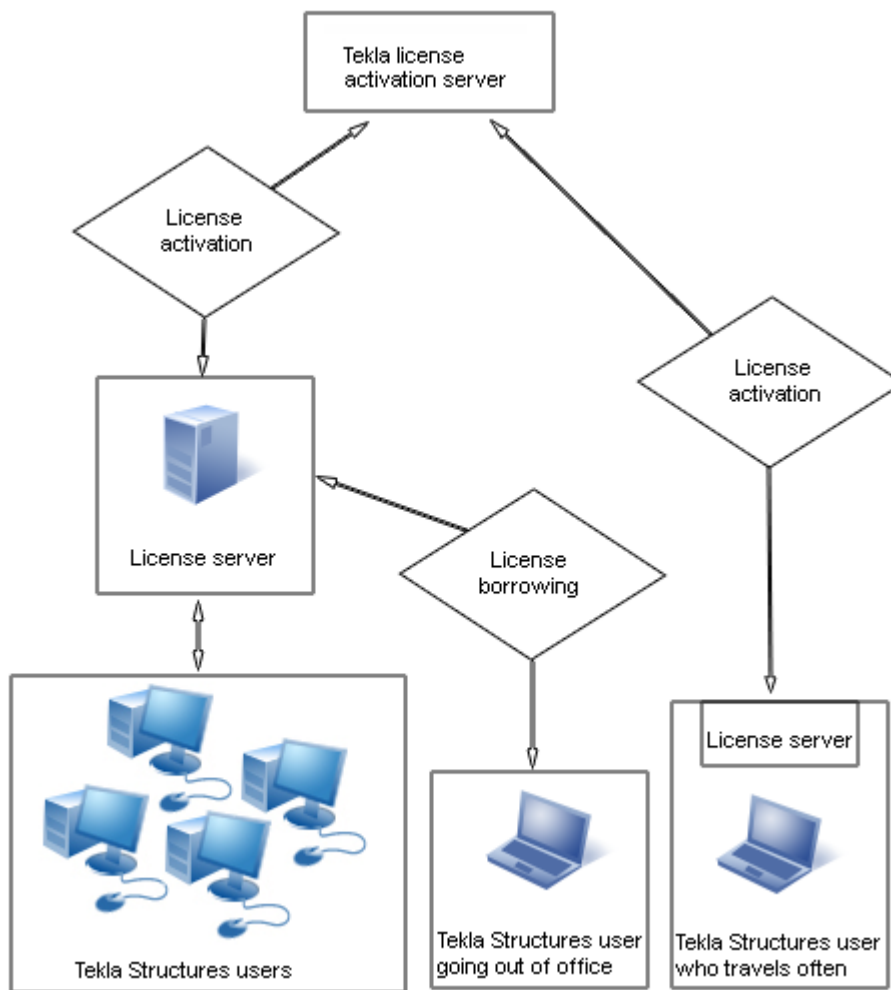 Tekla license
activation server
License
activation
License
activation
License server
License
borrowing
License server
Tekla Structures users
Tekla Structures user
going out of office
Tekla Structures user
who travels often